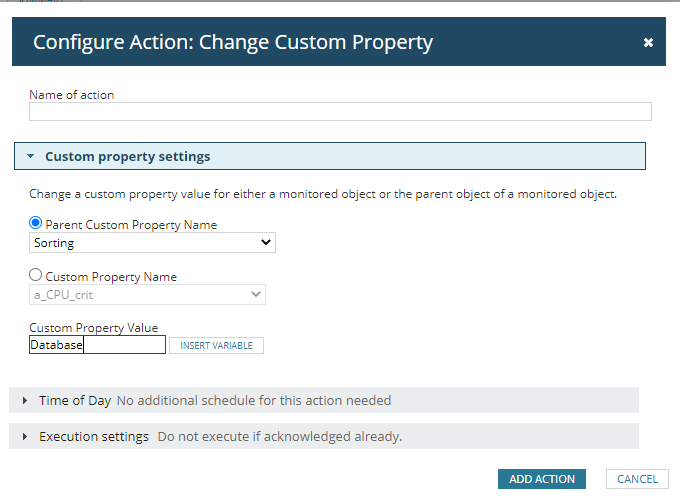 Configure Action: Change Custom Property
Name of action
Custom property settings
Change a custom property value for either a monitored object or the parent object of a monitored object.
Parent Custom Property Name
Sorting
Custom Property Name
a_CPU_crit
Custom Property Value
Database INSERT VARIABLE
Time of Day No additional schedule for this action needed
Execution settings Do not execute if acknowledged already.
ADD ACTION CANCEL